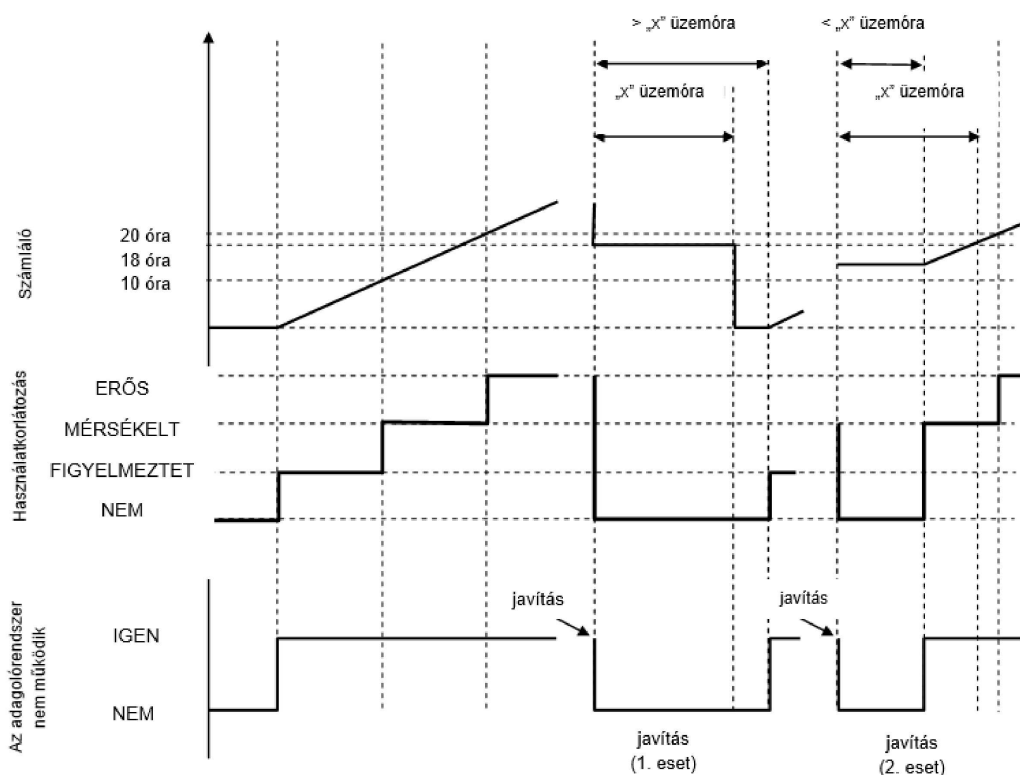 > „x” üzemóra
< „x” üzemóra
„x” üzemóra
„x” üzemóra
Számláló
20 óra
18 óra
10 óra
Használatkorlátozás
ERŐS
MÉRSÉKELT
FIGYELMEZTET
NEM
Az adagolórendszer
nem működik
IGEN
NEM
javítás
javítás
javítás
(1. eset)
javítás
(2. eset)